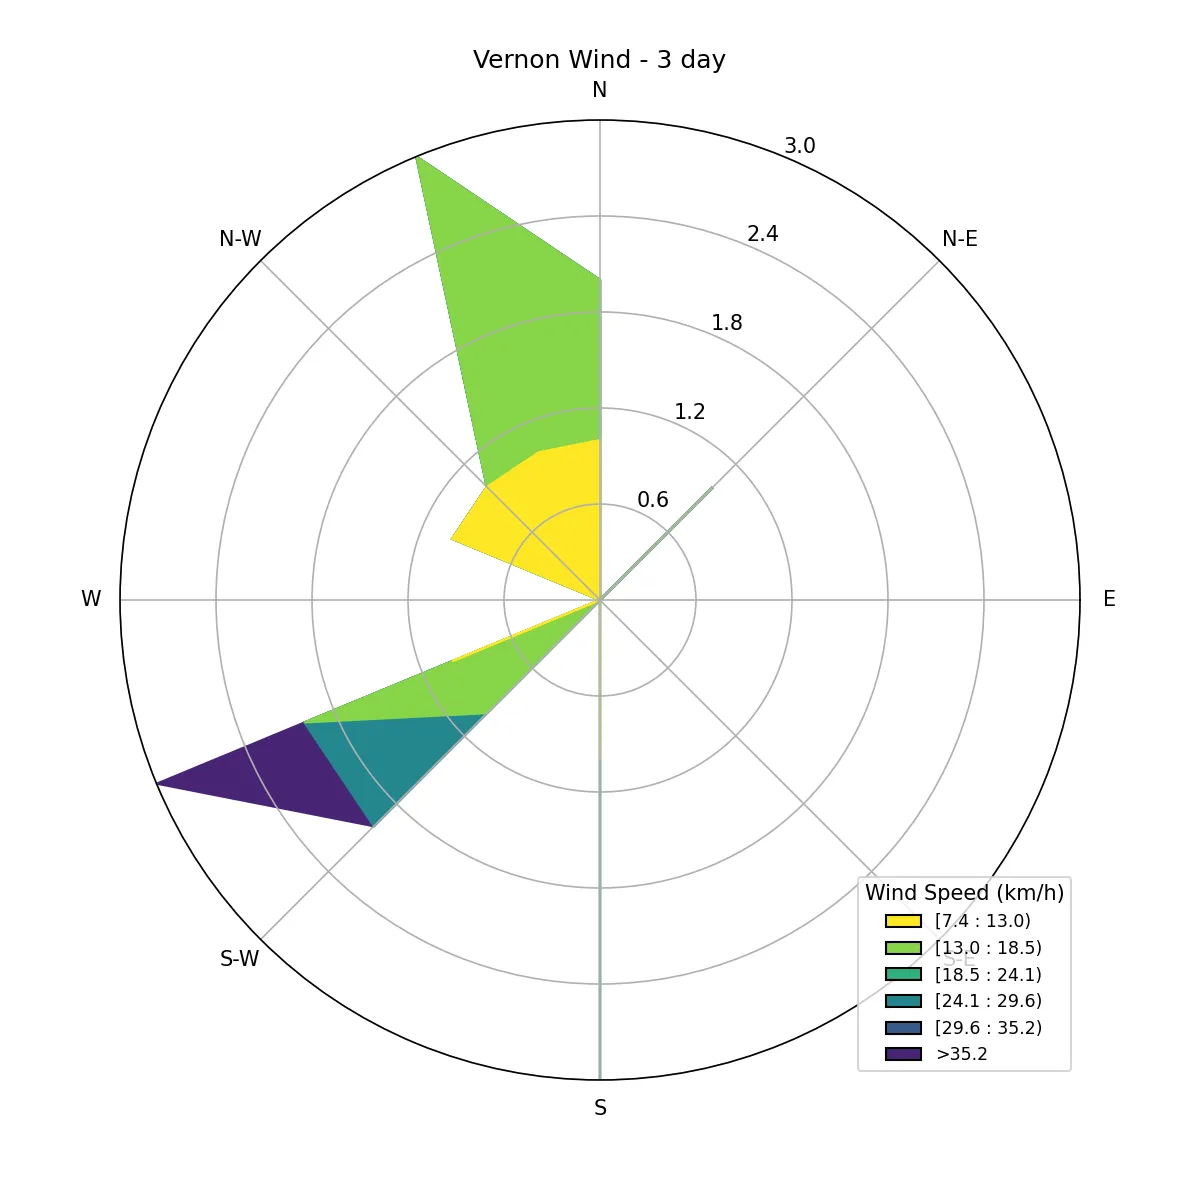 Vernon Wind - 3 day
N
3.0
N-W
2.4
N-E
1.8
1.2
0.6
W
E
Wind Speed (km/h)
[7.4 : 13.0)
[13.0 : 18.5)
S-W
S-E
[18.5 : 24.1)
[24.1 : 29.6)
[29.6 : 35.2)
>35.2
S